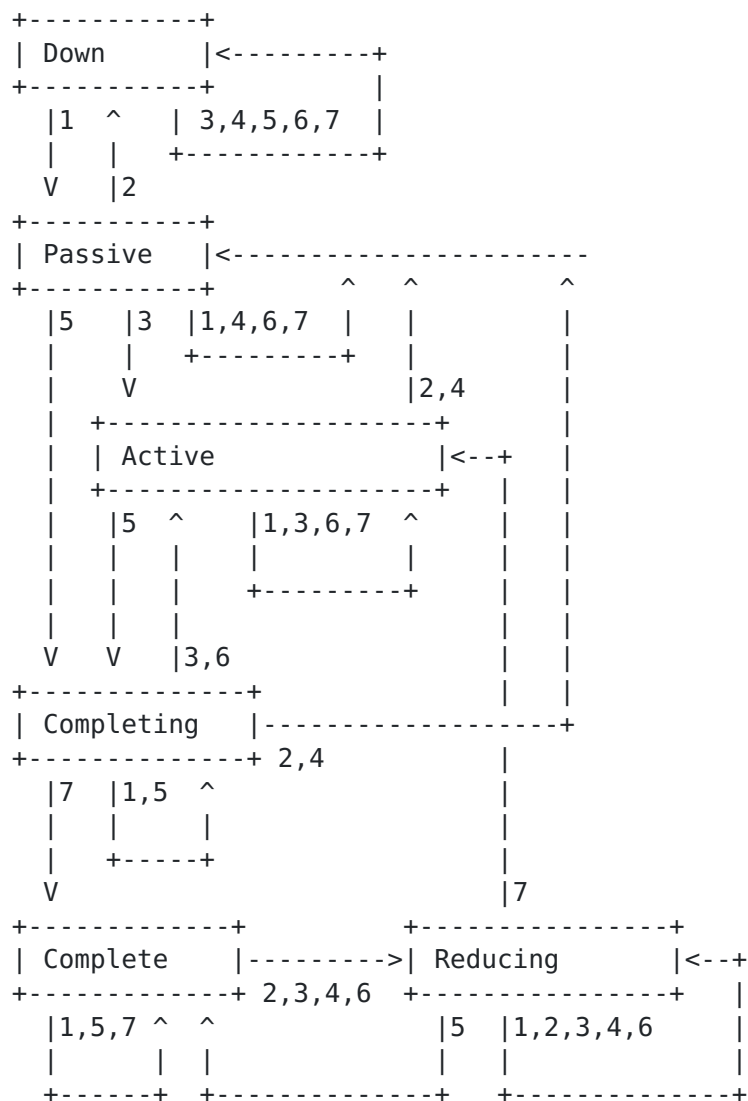 +-----------+
| Down      |<---------+
+-----------+          |
  |1  ^   | 3,4,5,6,7  |
  |   |   +------------+
  V   |2
+-----------+
| Passive   |<-----------------------
+-----------+        ^   ^         ^
  |5   |3  |1,4,6,7  |   |         |
  |    |   +---------+   |         |
  |    V                 |2,4      |
  |  +---------------------+       |
  |  | Active              |<--+   |
  |  +---------------------+   |   |
  |   |5  ^    |1,3,6,7  ^     |   |
  |   |   |    |         |     |   |
  |   |   |    +---------+     |   |
  |   |   |                    |   |
  V   V   |3,6                 |   |
+--------------+               |   |
| Completing   |-------------------+
+--------------+ 2,4           |
  |7  |1,5  ^                  |
  |   |     |                  |
  |   +-----+                  |
  V                            |7
+-------------+          +----------------+
| Complete    |--------->| Reducing       |<--+
+-------------+ 2,3,4,6  +----------------+   |
  |1,5,7 ^  ^              |5  |1,2,3,4,6     |
  |      |  |              |   |              |
  +------+  +--------------+   +--------------+